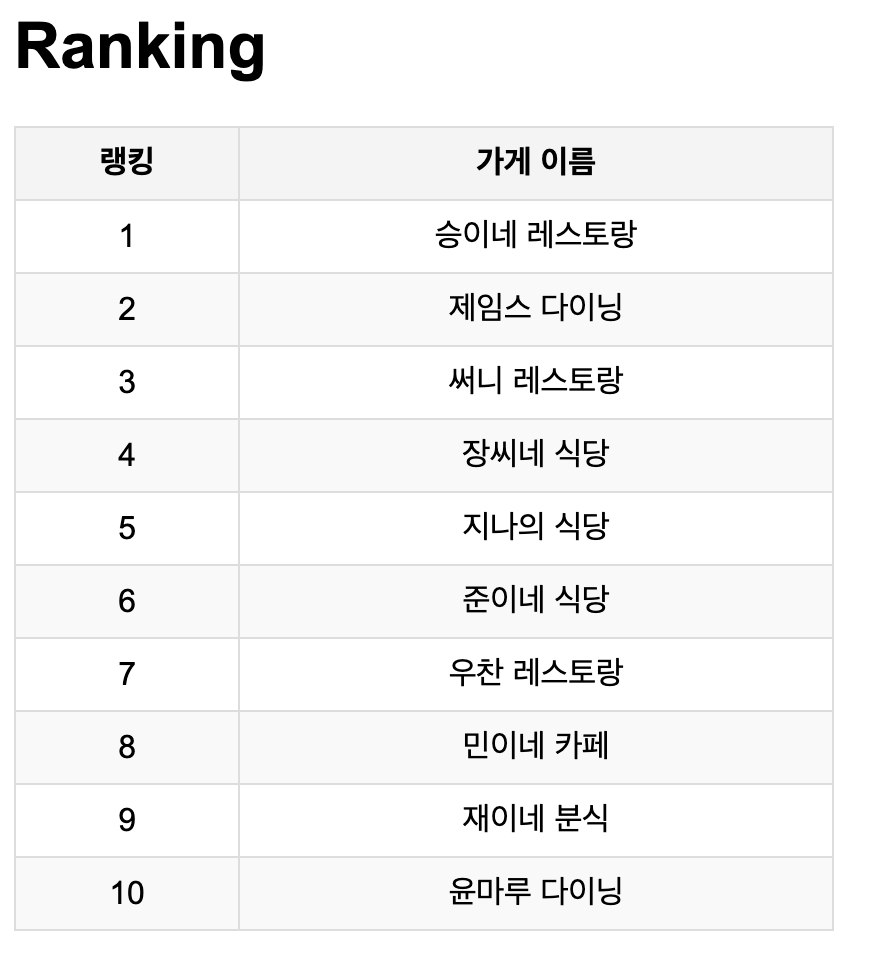 Ranking
랭킹 가게 이름
1 승이네 레스토랑
2 제임스 다이닝
3 써니 레스토랑
4 장씨네 식당
5 지나의 식당
6 준이네 식당
7 우찬 레스토랑
8 민이네 카페
9 재이네 분식
10 윤마루 다이닝